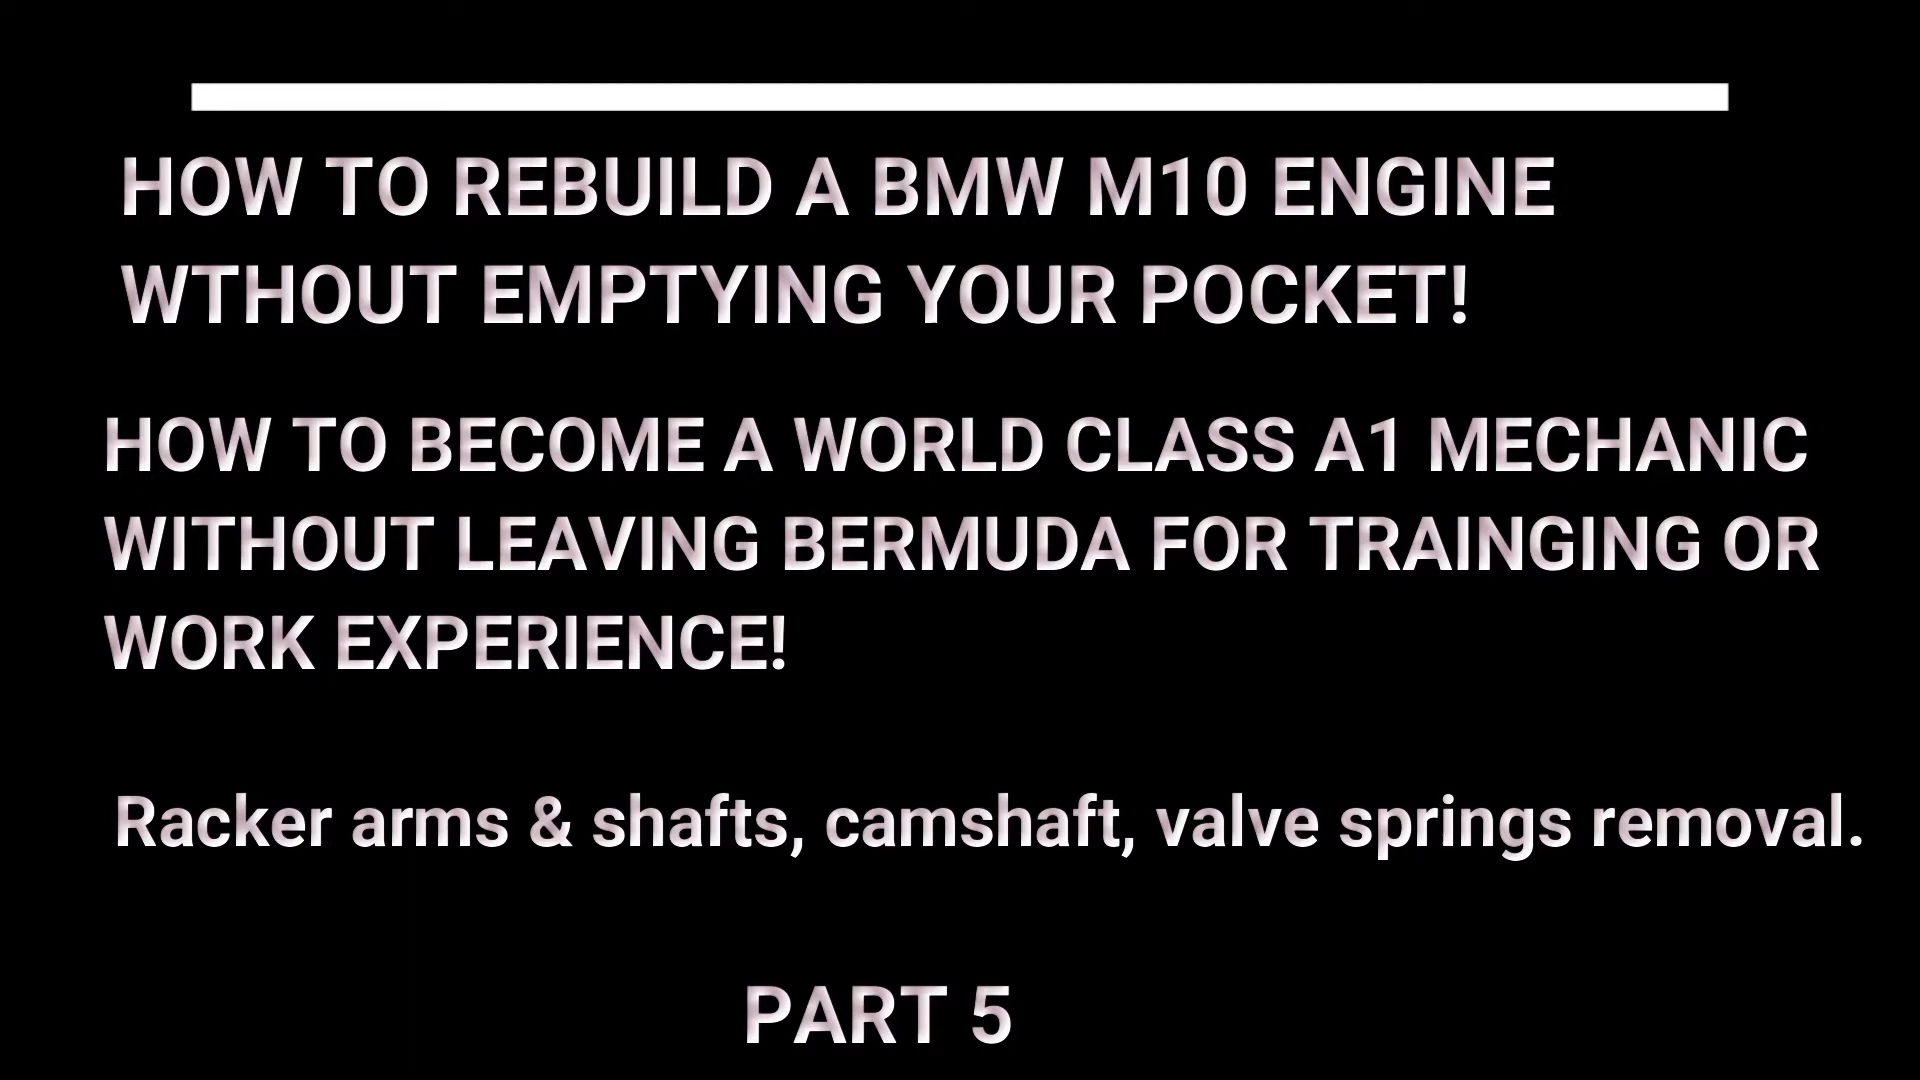 HOW TO REBUILD A BMW M10 ENGINE
WTHOUT EMPTYING YOUR POCKET!
HOW TO BECOME A WORLD CLASS A1 MECHANIC
WITHOUT LEAVING BERMUDA FOR TRAINGING OR
WORK EXPERIENCE!
Racker arms & shafts, camshaft, valve springs removal.
PART 5